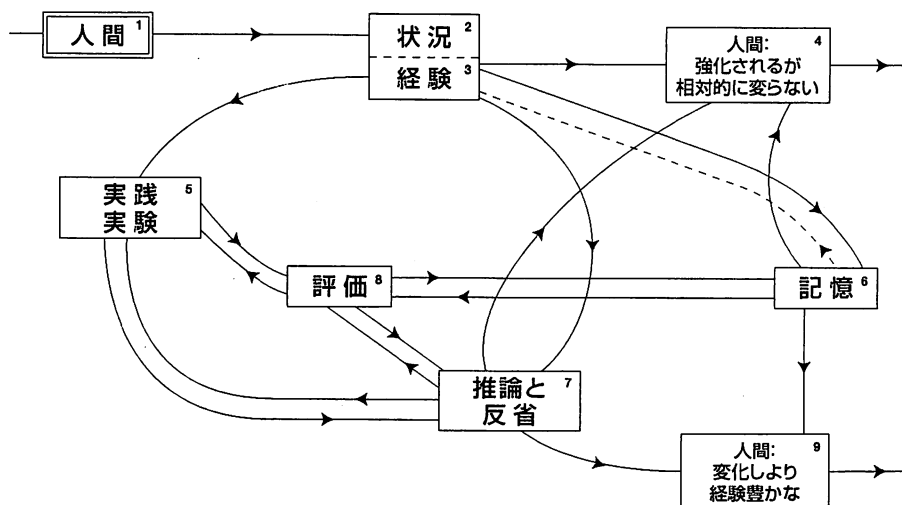 人間 1
状況 2
経験 3
人間: 4
強化されるが
相対的に変らない
実践 5
実験
評価 8
記憶 6
推論と 7
反省
人間: 9
変化しより
経験豊かな